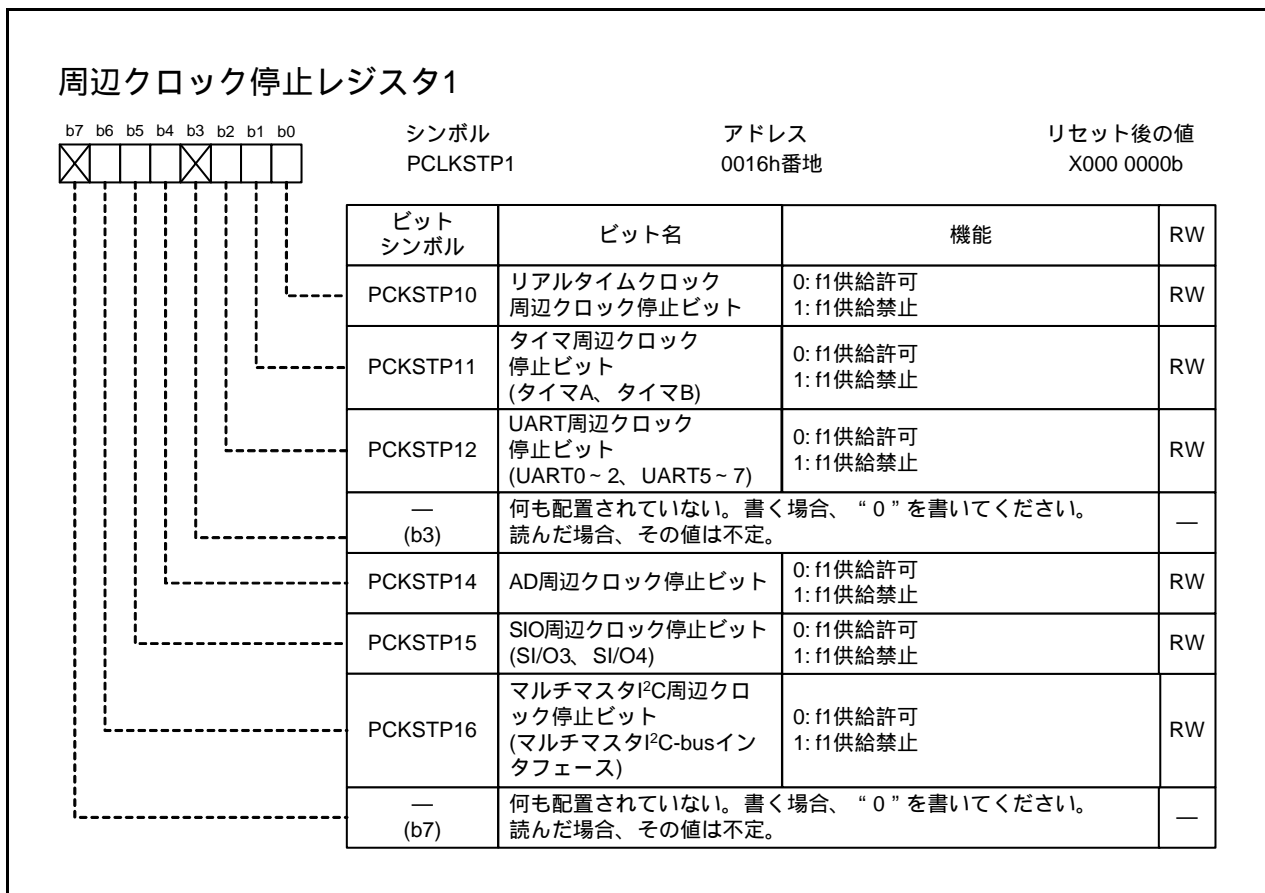 周辺クロック停止レジスタ1
b7 b6 b5 b4 b3 b2 b1 b0
シンボル アドレス リセット後の値
PCLKSTP1 0016h番地 X000 0000b
ビット
シンボル
ビット名
機能
RW
PCKSTP10
リアルタイムクロック
周辺クロック停止ビット
0: f1供給許可
1: f1供給禁止
RW
PCKSTP11
タイマ周辺クロック
停止ビット
(タイマA、タイマB)
0: f1供給許可
1: f1供給禁止
RW
PCKSTP12
UART周辺クロック
停止ビット
(UART0~2、UART5~7)
0: f1供給許可
1: f1供給禁止
RW
—
(b3)
何も配置されていない。書く場合、“0”を書いてください。
読んだ場合、その値は不定。
—
PCKSTP14
AD周辺クロック停止ビット
0: f1供給許可
1: f1供給禁止
RW
PCKSTP15
SIO周辺クロック停止ビット
(SI/O3、SI/O4)
0: f1供給許可
1: f1供給禁止
RW
PCKSTP16
マルチマスタI²C周辺クロ
ック停止ビット
(マルチマスタI²C-busイン
タフェース)
0: f1供給許可
1: f1供給禁止
RW
—
(b7)
何も配置されていない。書く場合、“0”を書いてください。
読んだ場合、その値は不定。
—